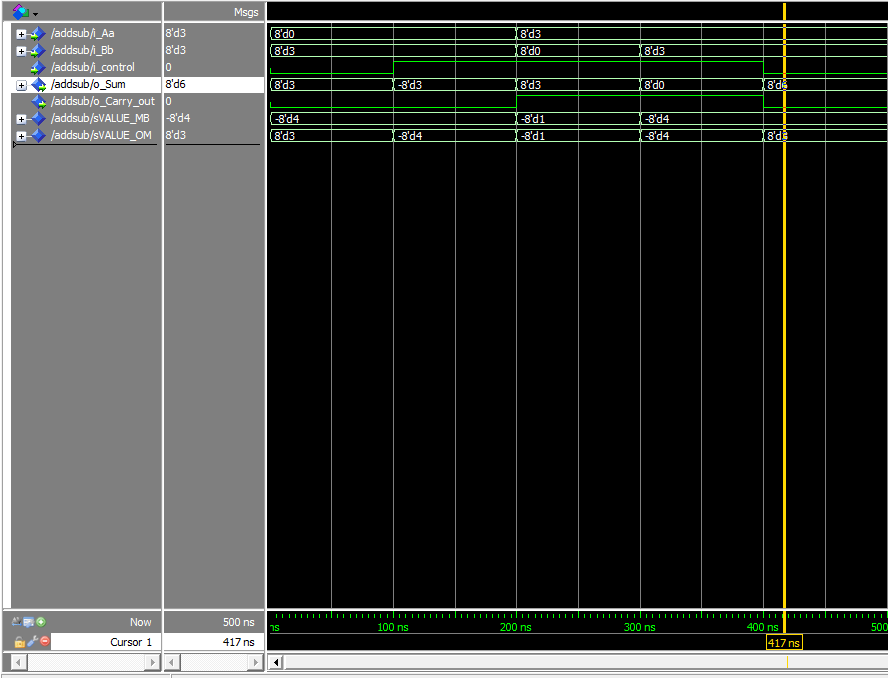 Msgs
/addsub/i_Aa 8'd3 8'd0 8'd3
/addsub/i_Bb 8'd3 8'd3 8'd0 8'd3
/addsub/i_control 0
/addsub/o_Sum 8'd6 8'd3 -8'd3 8'd3 8'd0 8'd6
/addsub/o_Carry_out 0
/addsub/sVALUE_MB -8'd4 -8'd4 -8'd1 -8'd4
/addsub/sVALUE_OM 8'd3 8'd3 -8'd4 -8'd1 -8'd4 8'd3
Now 500 ns ns 100 ns 200 ns 300 ns 400 ns 500
Cursor 1 417 ns 417 ns